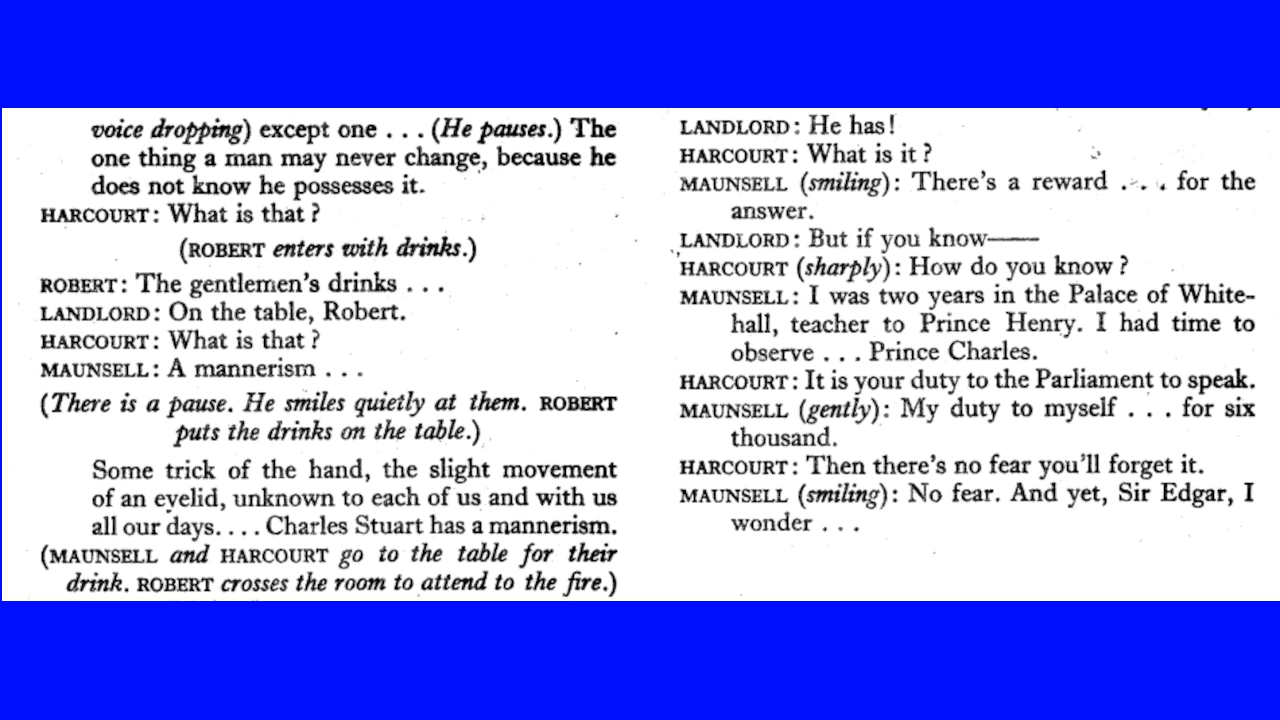 voice dropping) except one . . . (He pauses.) The
one thing a man may never change, because he
does not know he possesses it.
HARCOURT: What is that?
(ROBERT enters with drinks.)
ROBERT: The gentlemen's drinks . . .
LANDLORD: On the table, Robert.
HARCOURT: What is that?
MAUNSELL: A mannerism . . .
(There is a pause. He smiles quietly at them. ROBERT
puts the drinks on the table.)
Some trick of the hand, the slight movement
of an eyelid, unknown to each of us and with us
all our days. . . . Charles Stuart has a mannerism.
(MAUNSELL and HARCOURT go to the table for their
drink. ROBERT crosses the room to attend to the fire.)
LANDLORD: He has!
HARCOURT: What is it?
MAUNSELL (smiling): There's a reward . . . for the
answer.
LANDLORD: But if you know——
HARCOURT (sharply): How do you know?
MAUNSELL: I was two years in the Palace of White-
hall, teacher to Prince Henry. I had time to
observe . . . Prince Charles.
HARCOURT: It is your duty to the Parliament to speak.
MAUNSELL (gently): My duty to myself . . . for six
thousand.
HARCOURT: Then there's no fear you'll forget it.
MAUNSELL (smiling): No fear. And yet, Sir Edgar, I
wonder . . .